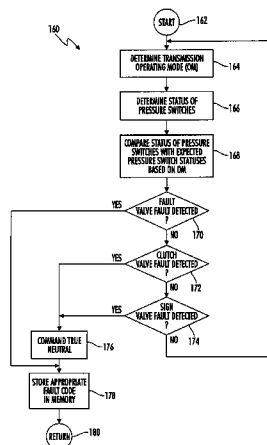 START
162
160
DETERMINE TRANSMISSION
OPERATING MODE (OM)
164
DETERMINE STATUS OF
PRESSURE SWITCHES
166
COMPARE STATUS OF PRESSURE
SWITCHES WITH EXPECTED
PRESSURE SWITCH STATUSES
BASED ON OM
168
YES
FAULT
VALVE FAULT DETECTED
?
170
NO
YES
CLUTCH
VALVE FAULT DETECTED
?
172
NO
YES
SIGN
VALVE FAULT DETECTED
?
174
NO
COMMAND TRUE
NEUTRAL
176
STORE APPROPRIATE
FAULT CODE
IN MEMORY
178
RETURN
180